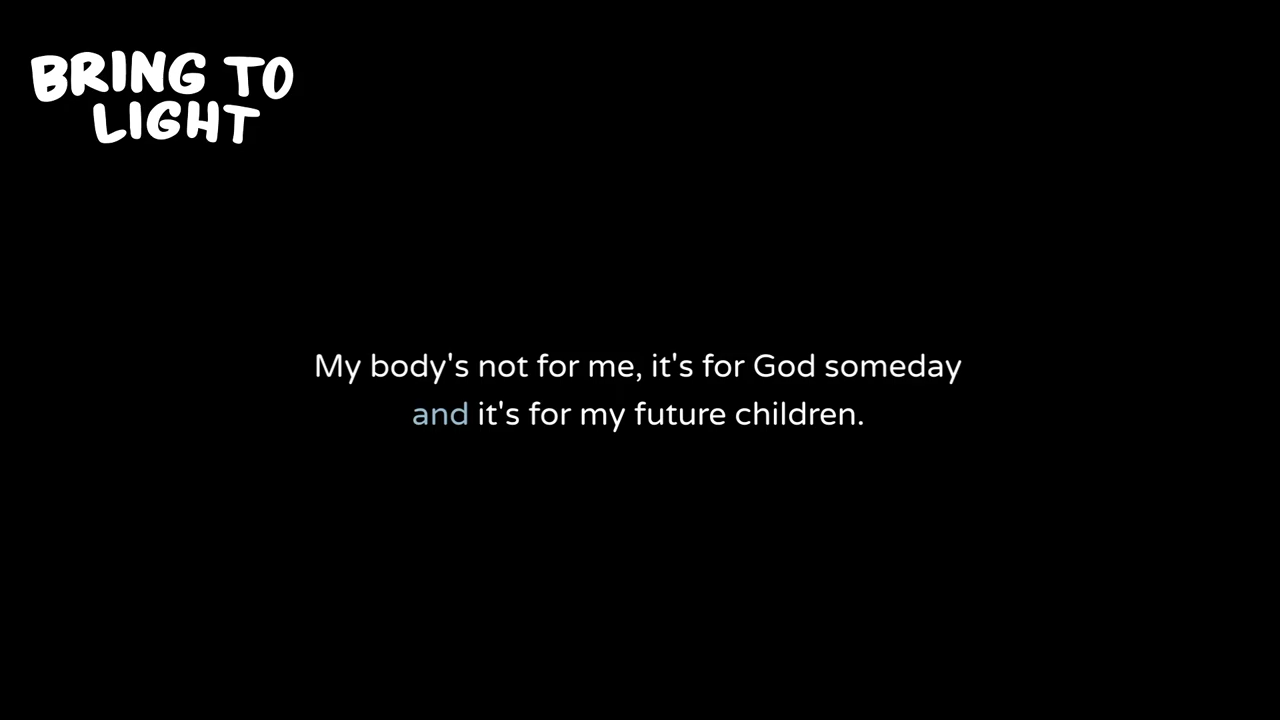 BRING TO
LIGHT
My body's not for me, it's for God someday
and it's for my future children.